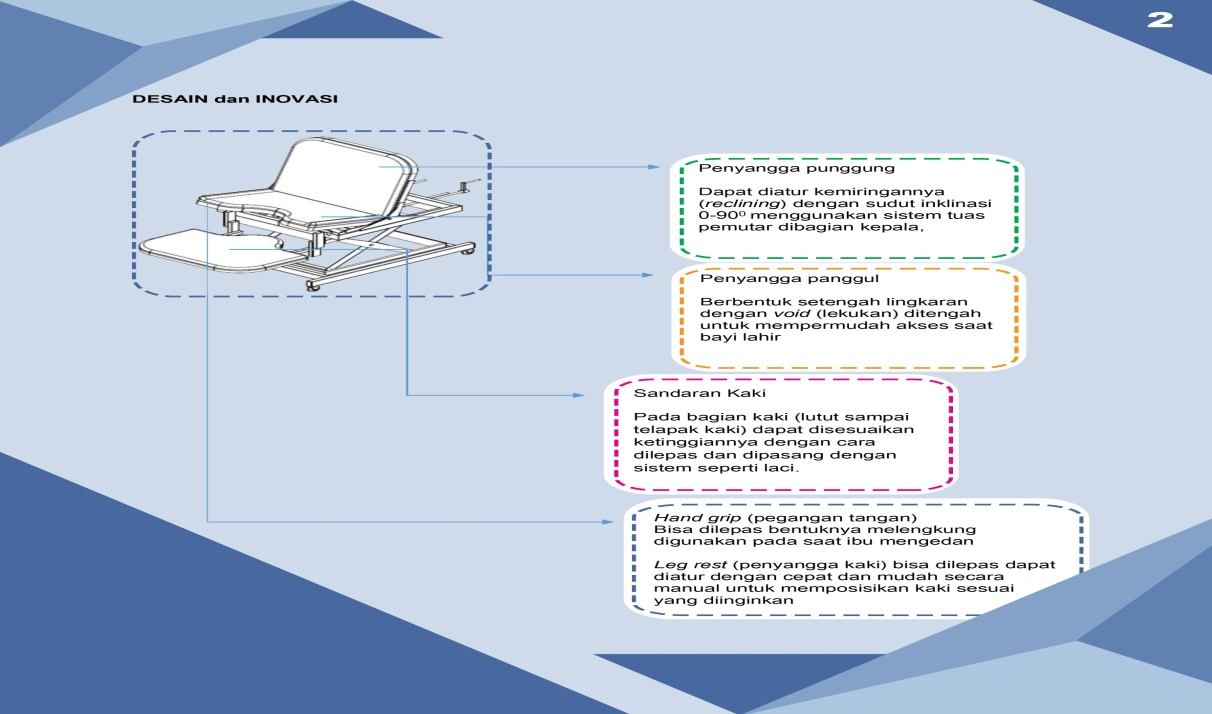 2
DESAIN dan INOVASI
Penyangga punggung
Dapat diatur kemiringannya
(reclining) dengan sudut inklinasi
0-90⁰ menggunakan sistem tuas
pemutar dibagian kepala,
Penyangga panggul
Berbentuk setengah lingkaran
dengan void (lekukan) ditengah
untuk mempermudah akses saat
bayi lahir
Sandaran Kaki
Pada bagian kaki (lutut sampai
telapak kaki) dapat disesuaikan
ketinggiannya dengan cara
dilepas dan dipasang dengan
sistem seperti laci.
Hand grip (pegangan tangan)
Bisa dilepas bentuknya melengkung
digunakan pada saat ibu mengedan
Leg rest (penyangga kaki) bisa dilepas dapat
diatur dengan cepat dan mudah secara
manual untuk memposisikan kaki sesuai
yang diinginkan